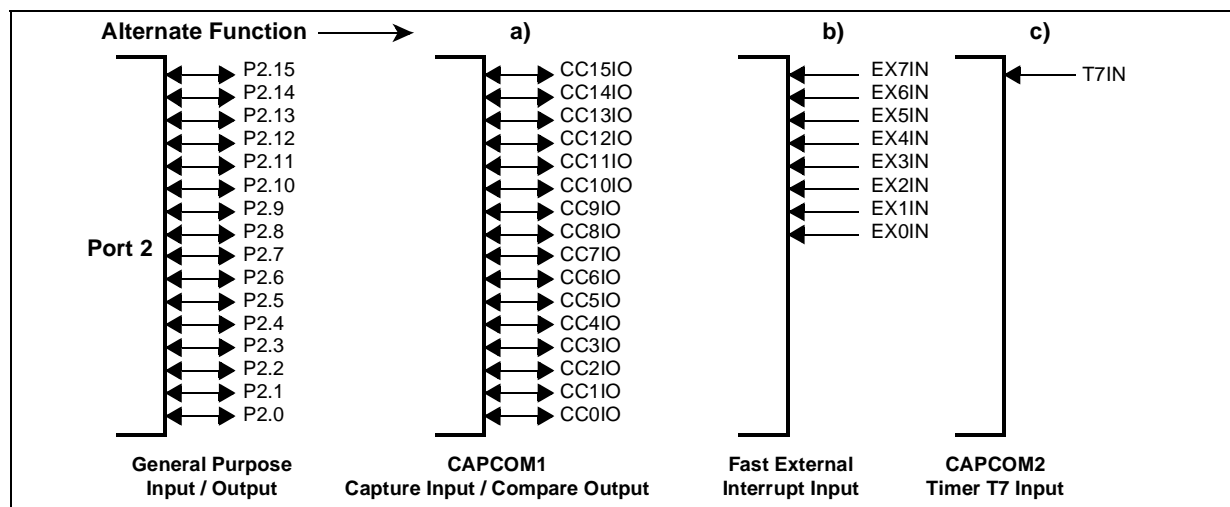 Alternate Function a) b) c)
P2.15 CC15IO EX7IN T7IN
P2.14 CC14IO EX6IN
P2.13 CC13IO EX5IN
P2.12 CC12IO EX4IN
P2.11 CC11IO EX3IN
P2.10 CC10IO EX2IN
P2.9 CC9IO EX1IN
P2.8 CC8IO EX0IN
Port 2
P2.7 CC7IO
P2.6 CC6IO
P2.5 CC5IO
P2.4 CC4IO
P2.3 CC3IO
P2.2 CC2IO
P2.1 CC1IO
P2.0 CC0IO
General Purpose CAPCOM1 Fast External CAPCOM2
Input / Output Capture Input / Compare Output Interrupt Input Timer T7 Input